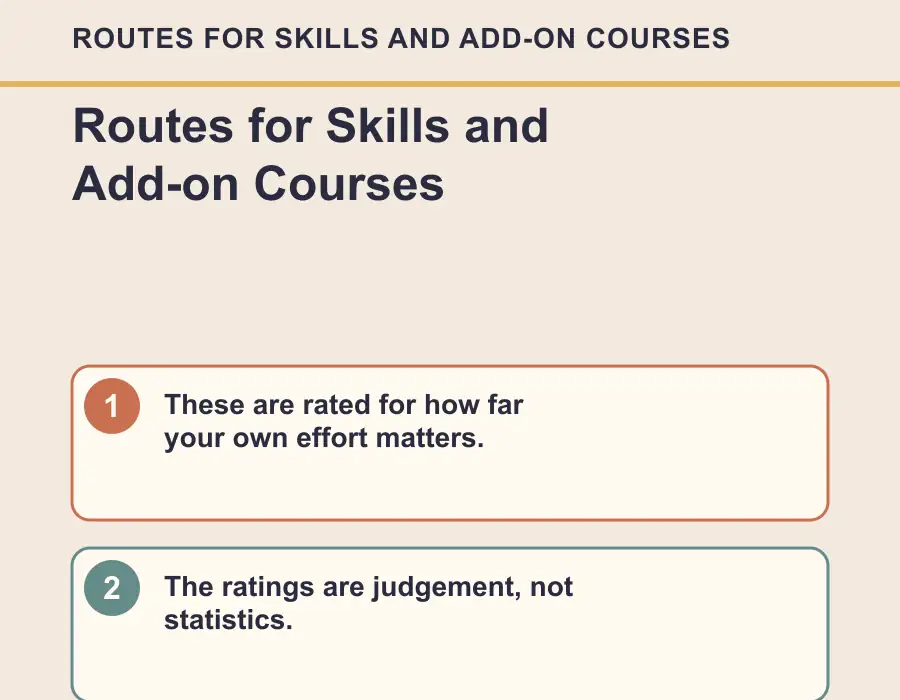 ROUTES FOR SKILLS AND ADD-ON COURSES
Routes for Skills and
Add-on Courses
1
These are rated for how far
your own effort matters.
2
The ratings are judgement, not
statistics.